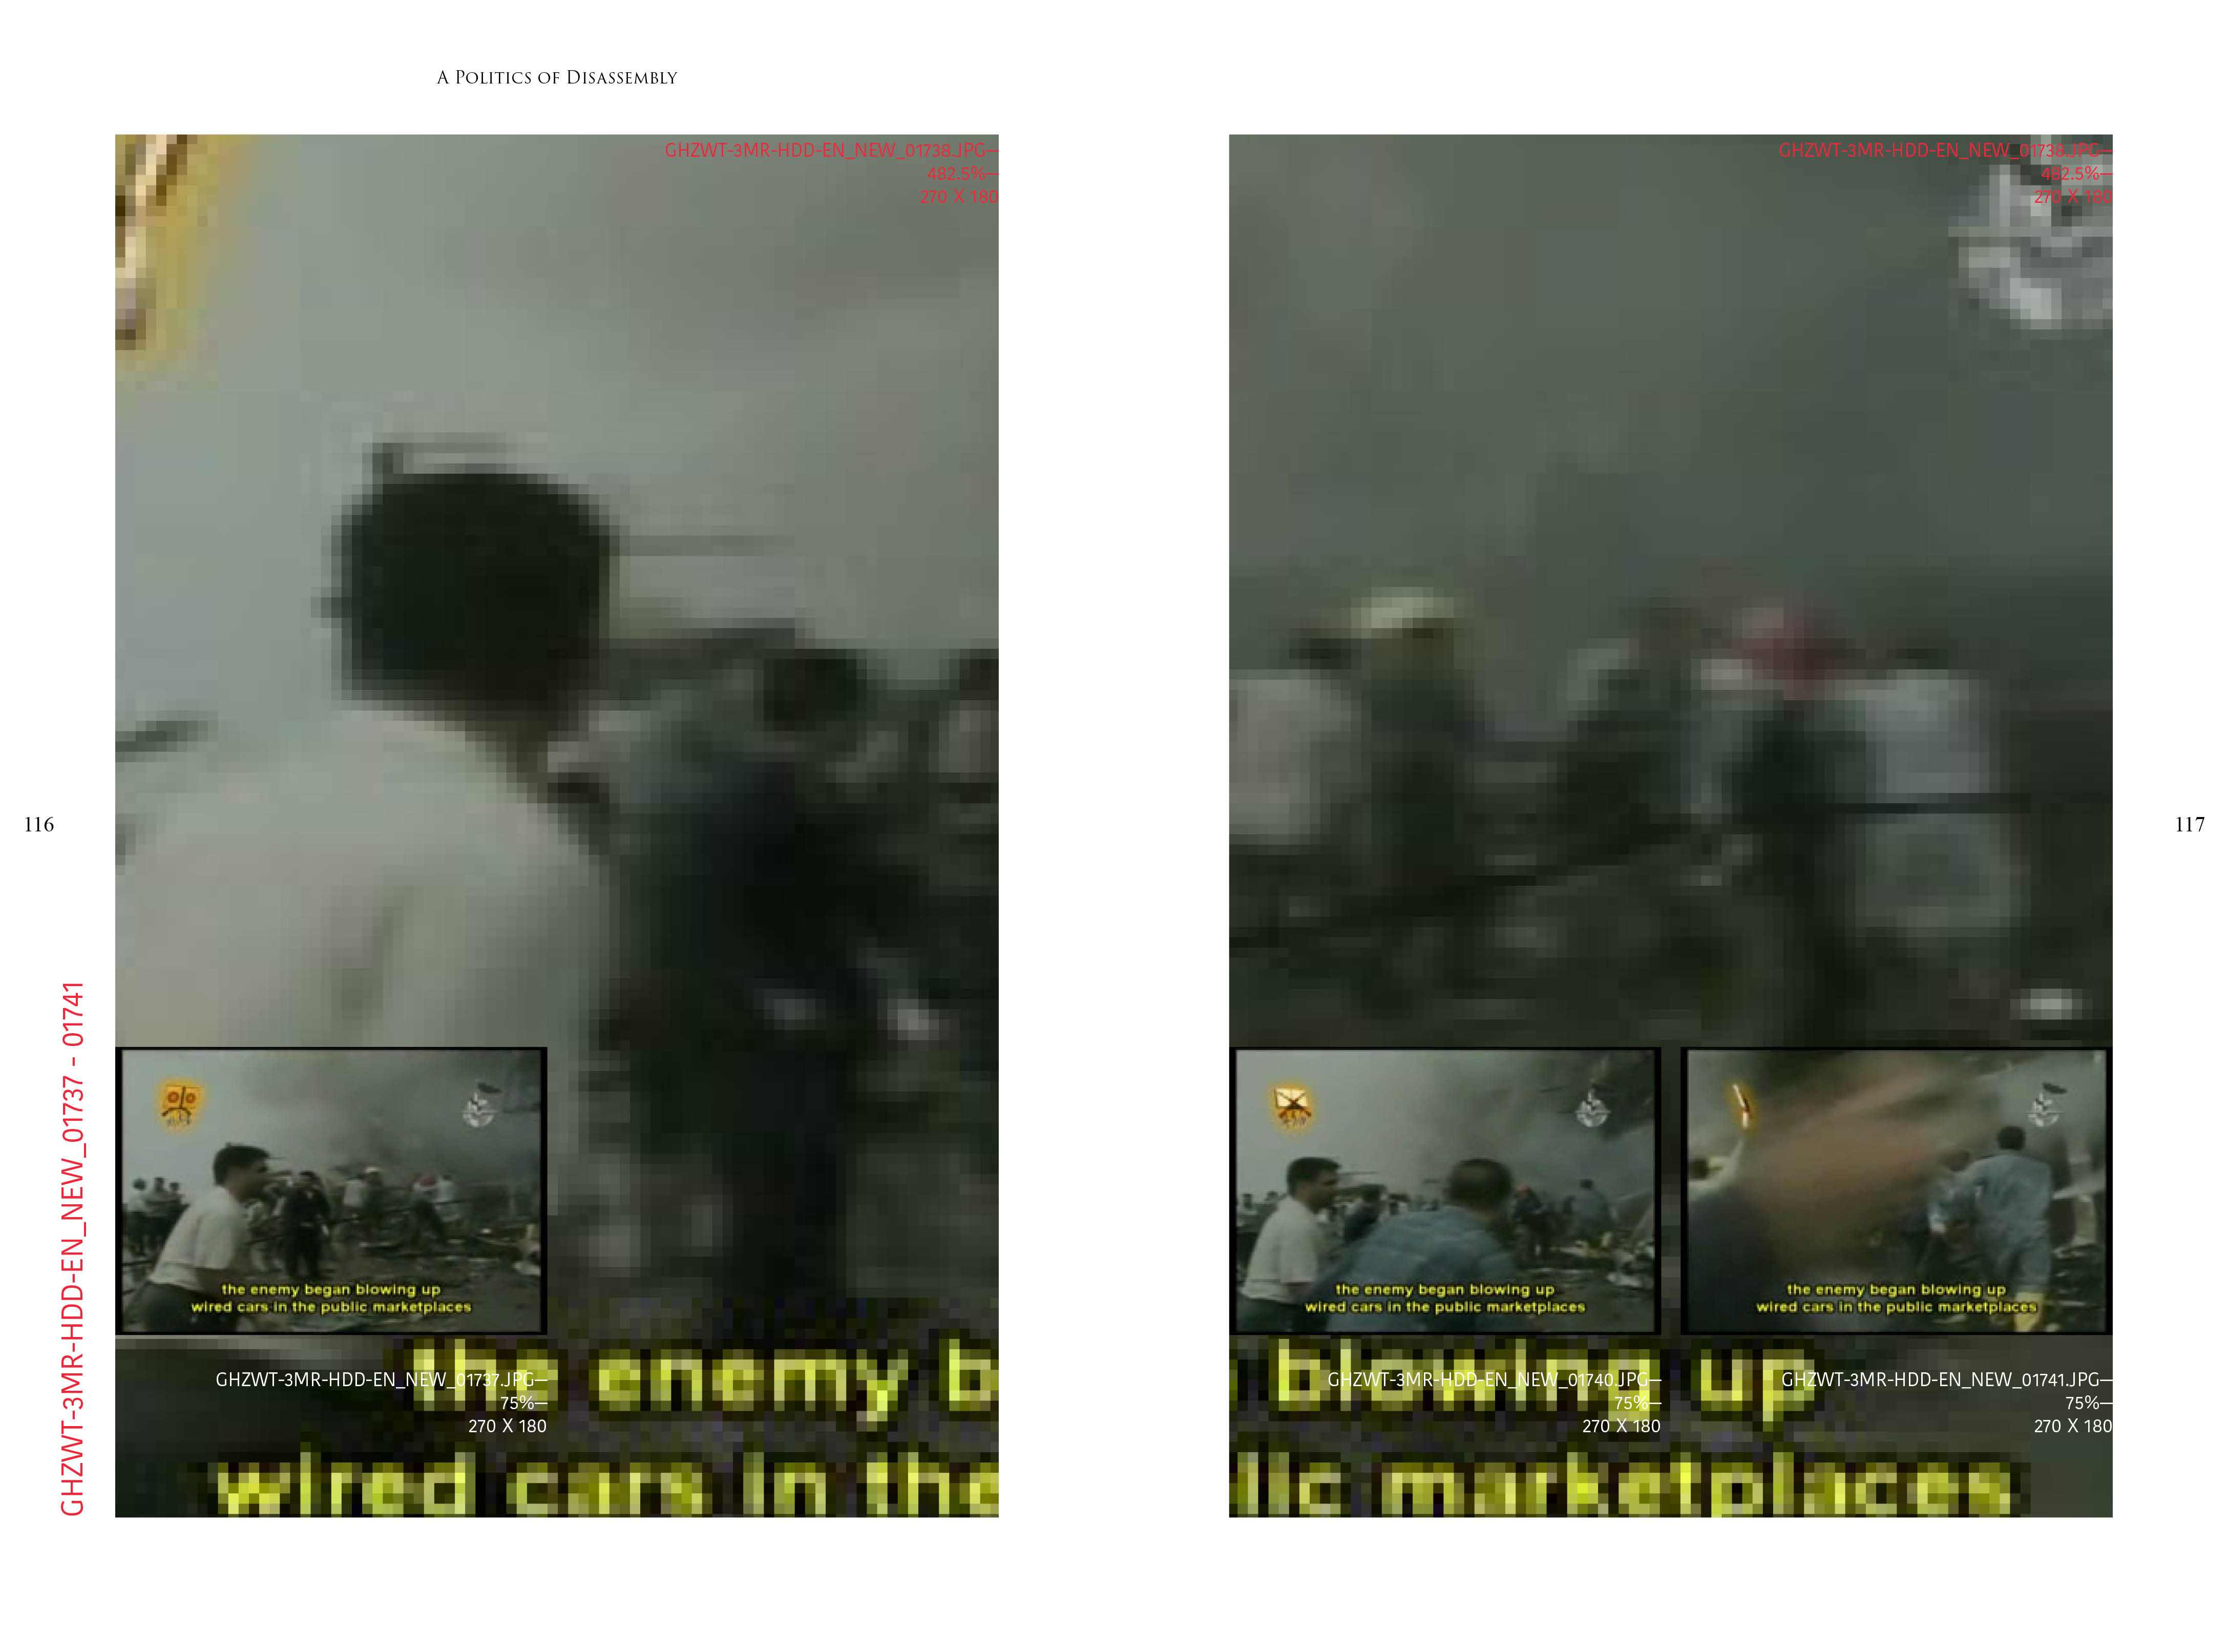 A Politics of Disassembly
GHZWT-3MR-HDD-EN_NEW_01738.JPG—
482.5%—
270 X 180
116
GHZWT-3MR-HDD-EN_NEW_01737 - 01741
the enemy began blowing up
wired cars in the public marketplaces
the enemy b
GHZWT-3MR-HDD-EN_NEW_01737.JPG—
75%—
270 X 180
wired cars in the
GHZWT-3MR-HDD-EN_NEW_01738.JPG—
482.5%—
270 X 180
117
the enemy began blowing up
wired cars in the public marketplaces
the enemy began blowing up
wired cars in the public marketplaces
blowing up
GHZWT-3MR-HDD-EN_NEW_01740.JPG—
75%—
270 X 180
GHZWT-3MR-HDD-EN_NEW_01741.JPG—
75%—
270 X 180
lic marketplaces